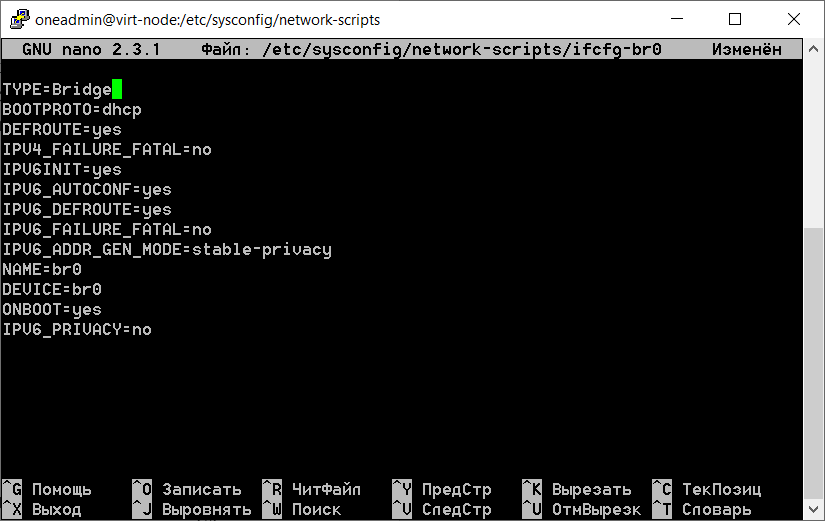 oneadmin@virt-node:/etc/sysconfig/network-scripts
GNU nano 2.3.1 Файл: /etc/sysconfig/network-scripts/ifcfg-br0 Изменён
TYPE=Bridge
BOOTPROTO=dhcp
DEFROUTE=yes
IPV4_FAILURE_FATAL=no
IPV6INIT=yes
IPV6_AUTOCONF=yes
IPV6_DEFROUTE=yes
IPV6_FAILURE_FATAL=no
IPV6_ADDR_GEN_MODE=stable-privacy
NAME=br0
DEVICE=br0
ONBOOT=yes
IPV6_PRIVACY=no
^G Помощь ^O Записать ^R ЧитФайл ^Y ПредСтр ^K Вырезать ^C ТекПозиц
^X Выход ^J Выровнять ^W Поиск ^V СледСтр ^U ОтмВырезк ^T Словарь